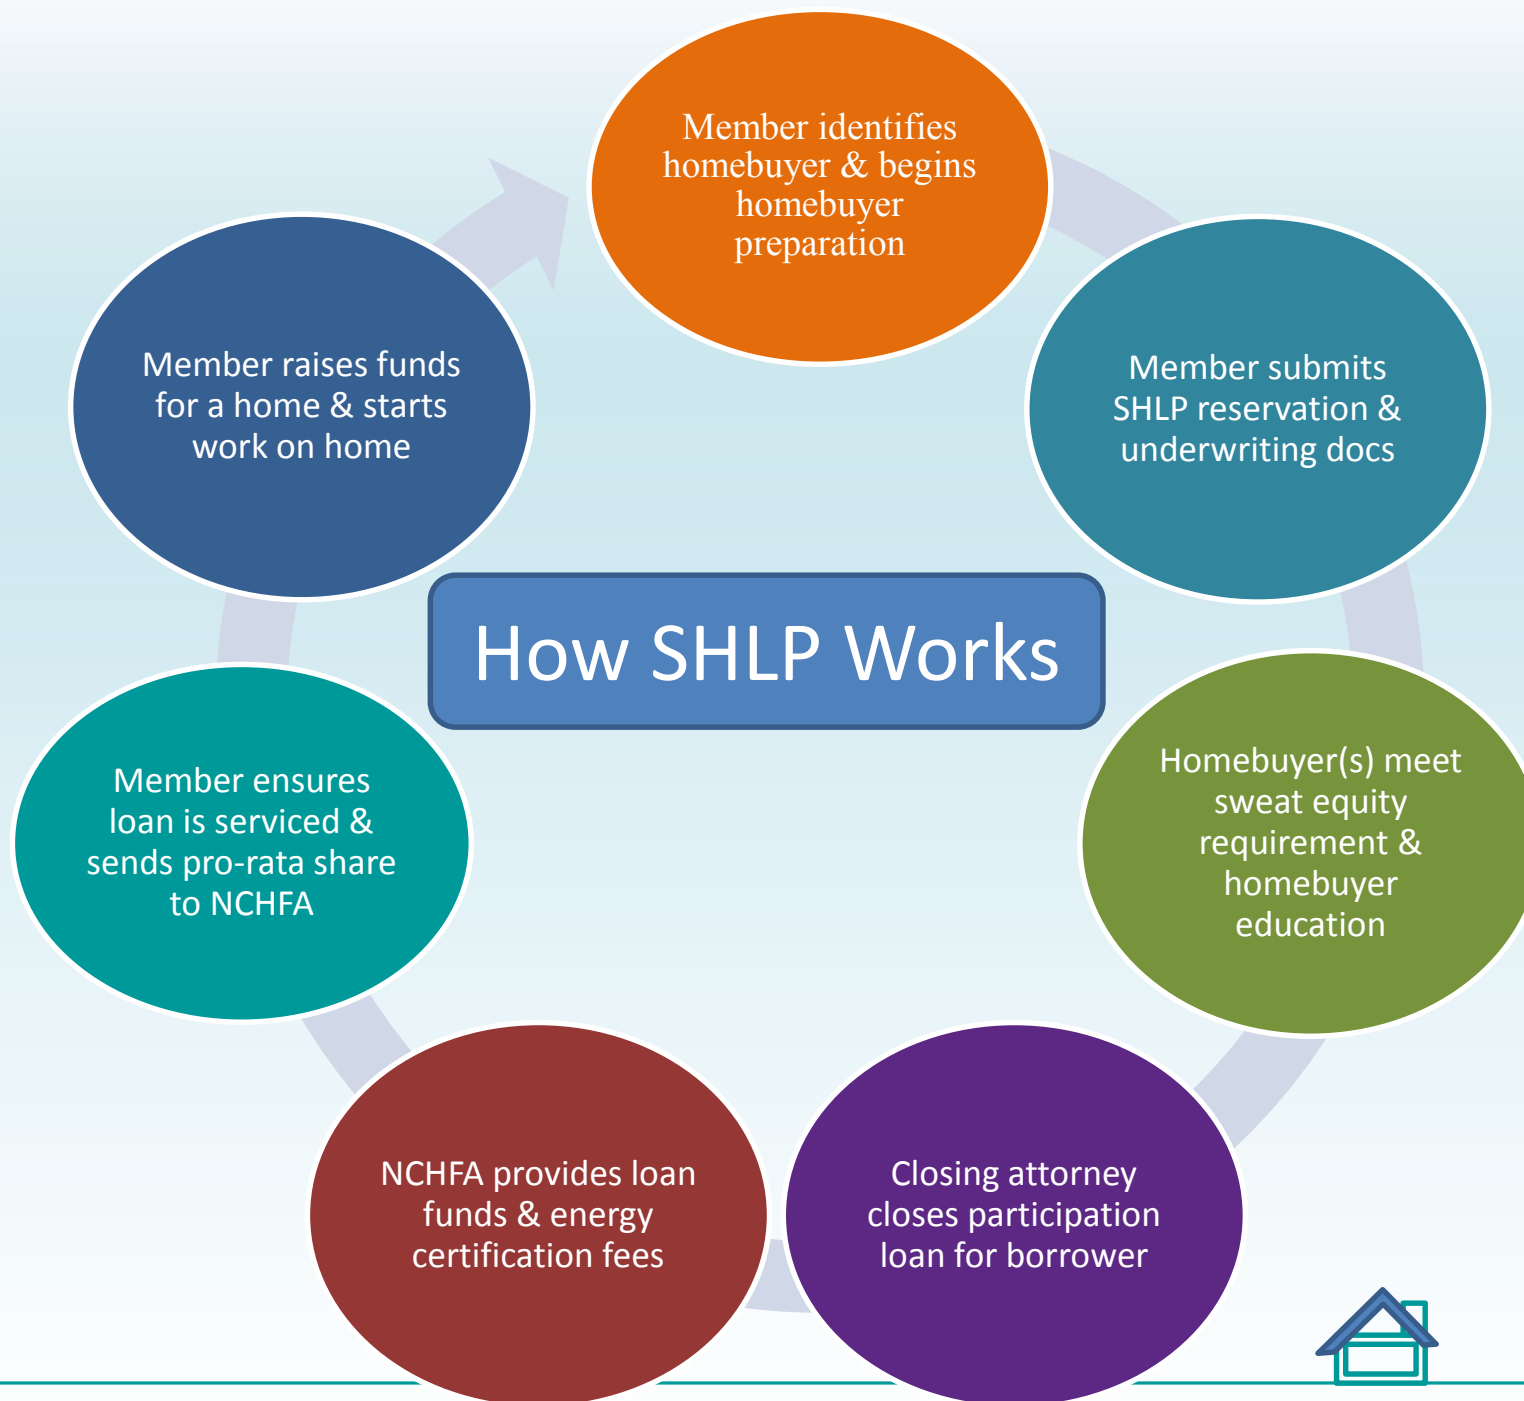 Member identifies
homebuyer & begins
homebuyer
preparation
Member submits
SHLP reservation &
underwriting docs
Homebuyer(s) meet
sweat equity
requirement &
homebuyer
education
Closing attorney
closes participation
loan for borrower
NCHFA provides loan
funds & energy
certification fees
Member ensures
loan is serviced &
sends pro-rata share
to NCHFA
Member raises funds
for a home & starts
work on home
How SHLP Works